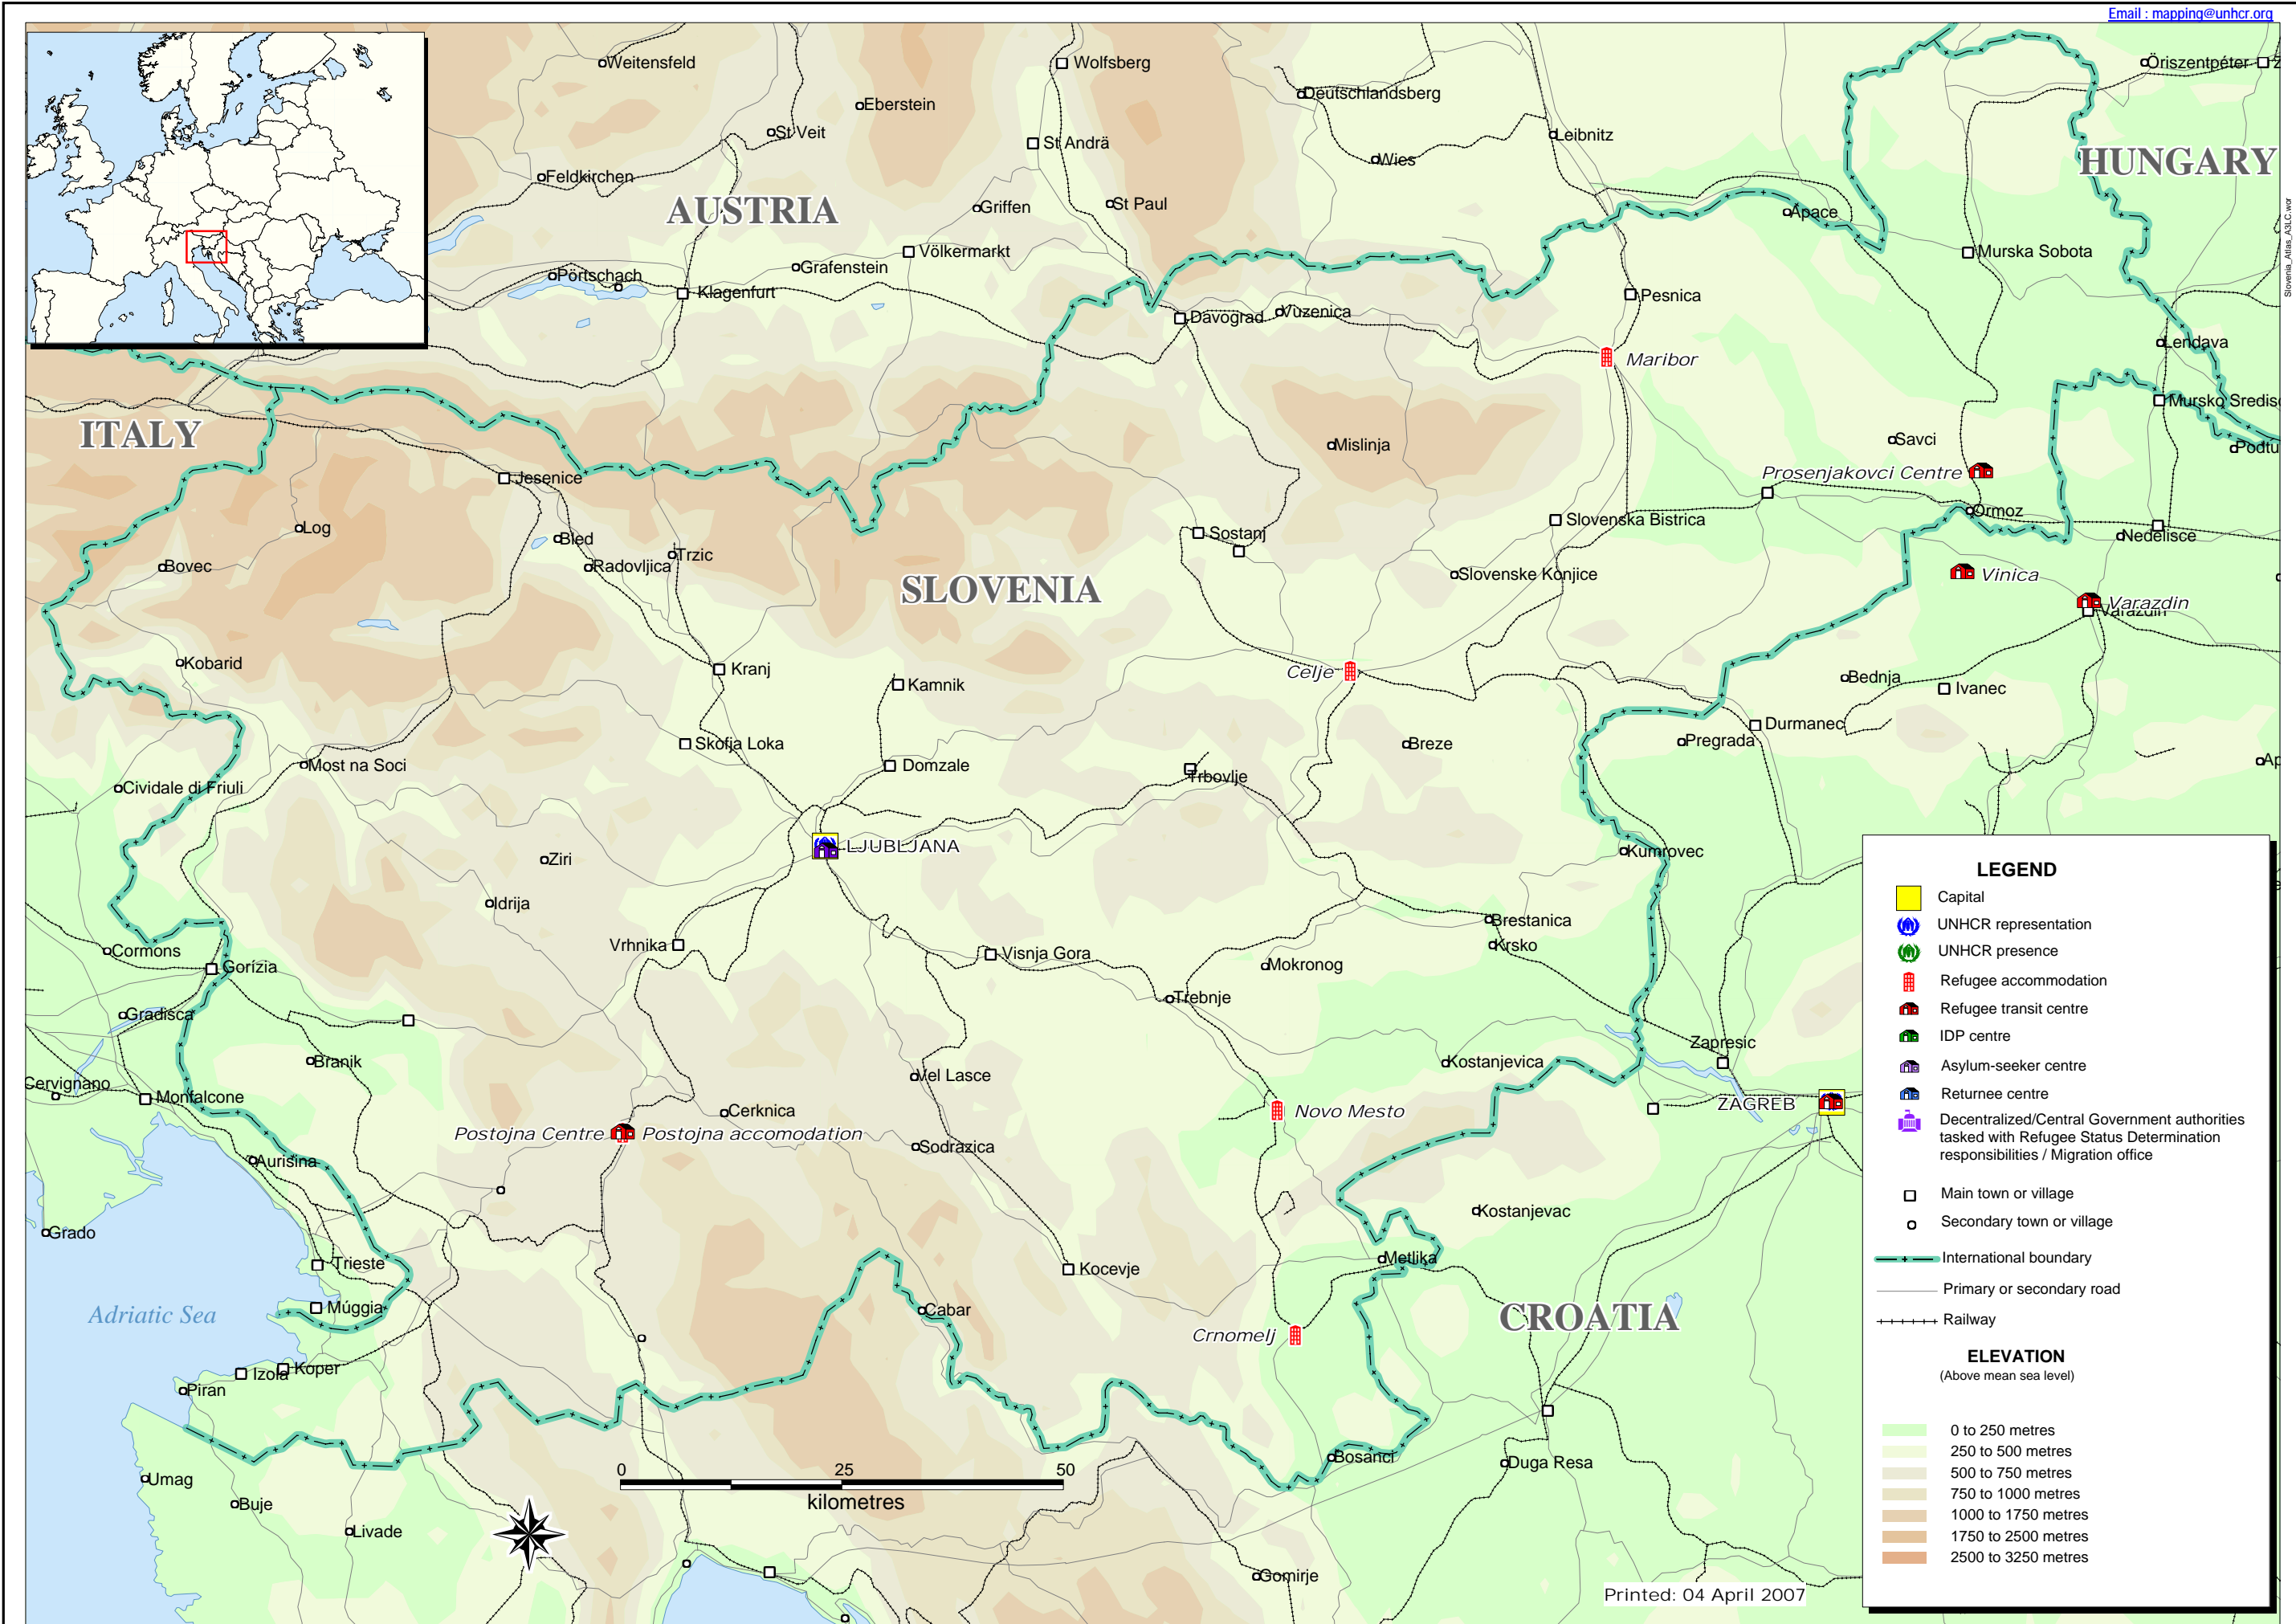 Email : mapping@unhcr.org
Slovenia_Atlas_A3LC.wor
Weitensfeld
Wolfsberg
Öriszentpéter
Eberstein
Deutschlandsberg
St Veit
St Andrä
Leibnitz
Wies
HUNGARY
Feldkirchen
AUSTRIA
Griffen
St Paul
Apace
Völkermarkt
Murska Sobota
Grafenstein
Pörtschach
Klagenfurt
Pesnica
Davograd
Vuzenica
Lendava
Maribor
Mursko Sredisc
ITALY
Savci
Mislinja
Podtu
Prosenjakovci Centre
Jesenice
Ormoz
Slovenska Bistrica
Log
Sostanj
Nedelisce
Bled
Trzic
Bovec
Radovljica
Slovenske Konjice
Vinica
SLOVENIA
Varazdin
Varazdin
Kobarid
Kranj
Celje
Bednja
Kamnik
Ivanec
Durmanec
Skofja Loka
Breze
Pregrada
Most na Soci
Domzale
Ap
Trbovlje
Cividale di Friuli
LJUBLJANA
Kumrovec
Ziri
Idrija
Brestanica
Vrhnika
Krsko
Cormons
Visnja Gora
Gorízia
Mokronog
Trebnje
Gradisca
Zapresic
Branik
Kostanjevica
Vel Lasce
Cervignano
Monfalcone
ZAGREB
Cerknica
Novo Mesto
Postojna Centre
Postojna accomodation
Sodrazica
Aurisina
Kostanjevac
Grado
Metlika
Trieste
Kocevje
Múggia
Cabar
Adriatic Sea
CROATIA
Crnomelj
Koper
Izola
Piran
Bosanci
Duga Resa
Umag
Buje
Livade
Gomirje
0 25 50
kilometres
Printed: 04 April 2007
LEGEND
Capital
UNHCR representation
UNHCR presence
Refugee accommodation
Refugee transit centre
IDP centre
Asylum-seeker centre
Returnee centre
Decentralized/Central Government authorities
tasked with Refugee Status Determination
responsibilities / Migration office
Main town or village
Secondary town or village
International boundary
Primary or secondary road
Railway
ELEVATION
(Above mean sea level)
0 to 250 metres
250 to 500 metres
500 to 750 metres
750 to 1000 metres
1000 to 1750 metres
1750 to 2500 metres
2500 to 3250 metres